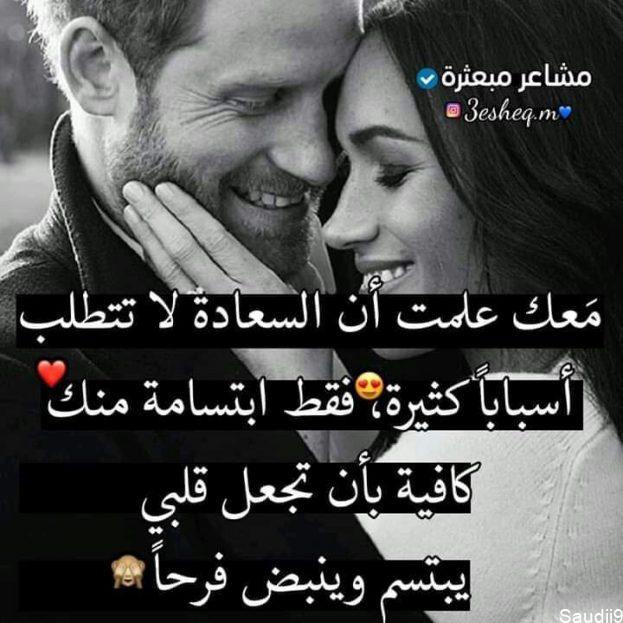 مشاعر مبعثرة
3esheq.m💙
مَعك علمت أن السعادة لا تتطلب
أسباباً كثيرة،😍فقط ابتسامة منك❤️
كافية بأن تجعل قلبي
يبتسم وينبض فرحاً🙈
Saudii9